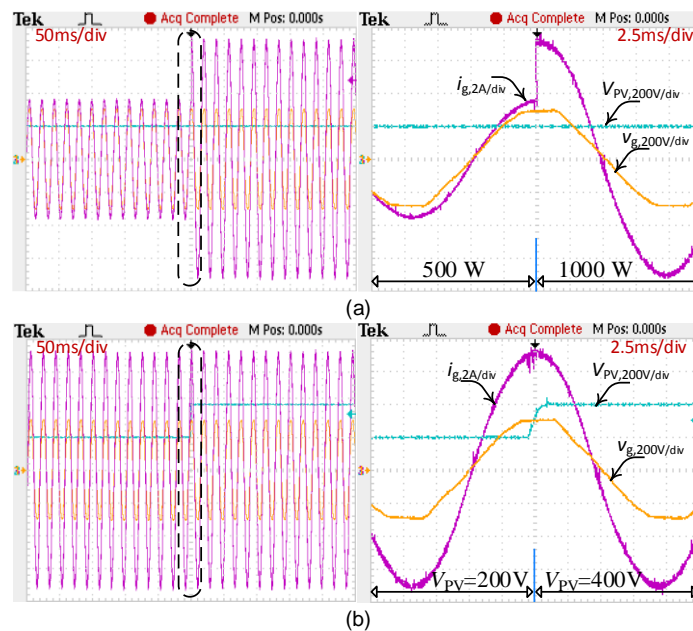 Tek Acq Complete M Pos: 0.000s
50ms/div
Tek Acq Complete M Pos: 0.000s
2.5ms/div
ig,2A/div
VPV,200V/div
vg,200V/div
500 W
1000 W
(a)
Tek Acq Complete M Pos: 0.000s
50ms/div
Tek Acq Complete M Pos: 0.000s
2.5ms/div
ig,2A/div
VPV,200V/div
vg,200V/div
VPV=200V
VPV=400V
(b)